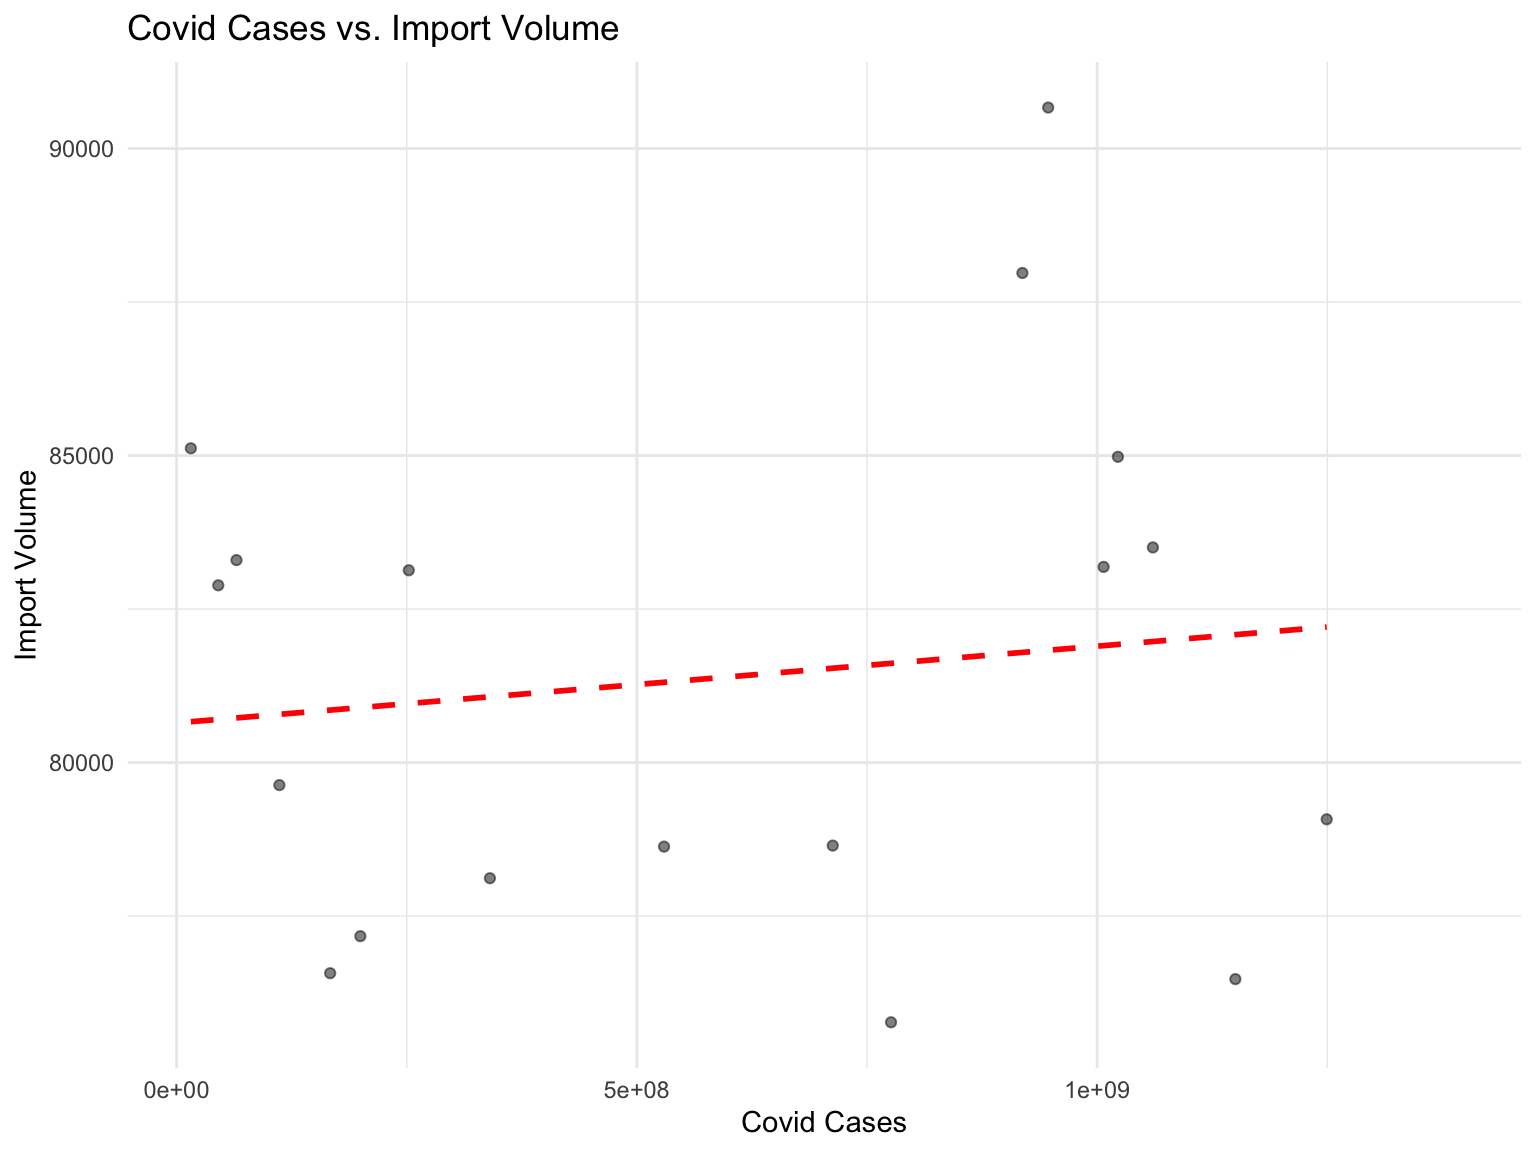 Covid Cases vs. Import Volume
90000
85000
80000
Import Volume
0e+00
5e+08
1e+09
Covid Cases